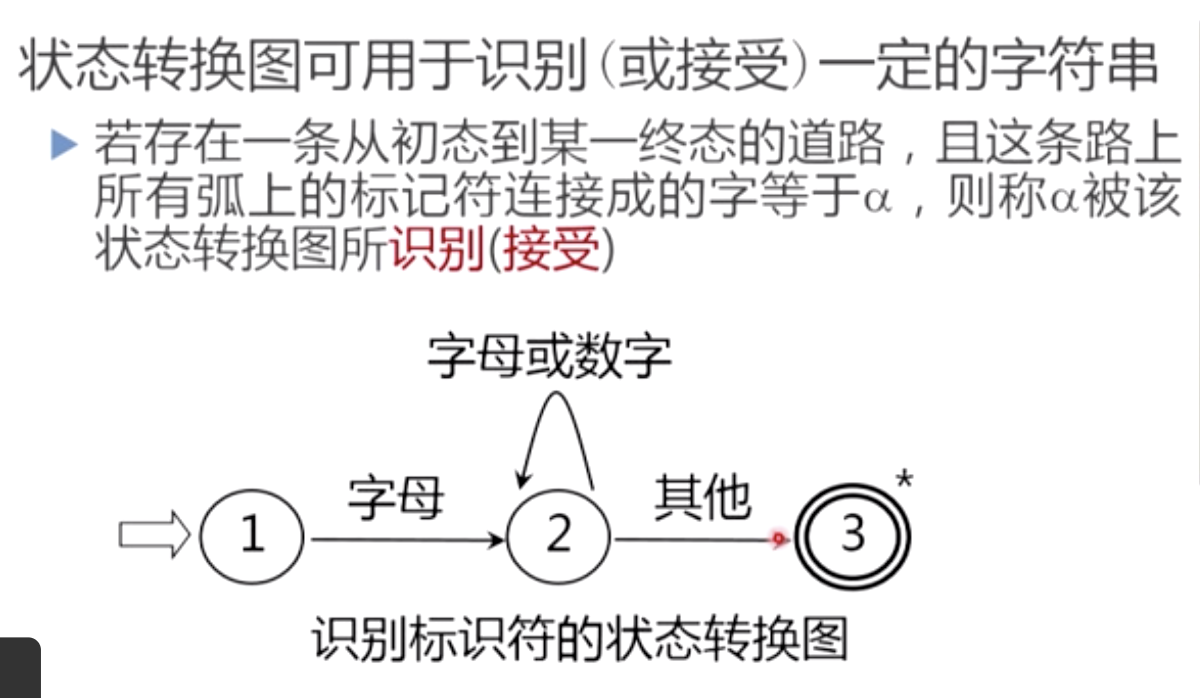 状态转换图可用于识别(或接受)一定的字符串
若存在一条从初态到某一终态的道路，且这条路上
所有弧上的标记符连接成的字等于α，则称α被该
状态转换图所识别(接受)
字母或数字
字母
其他
*
1
2
3
识别标识符的状态转换图